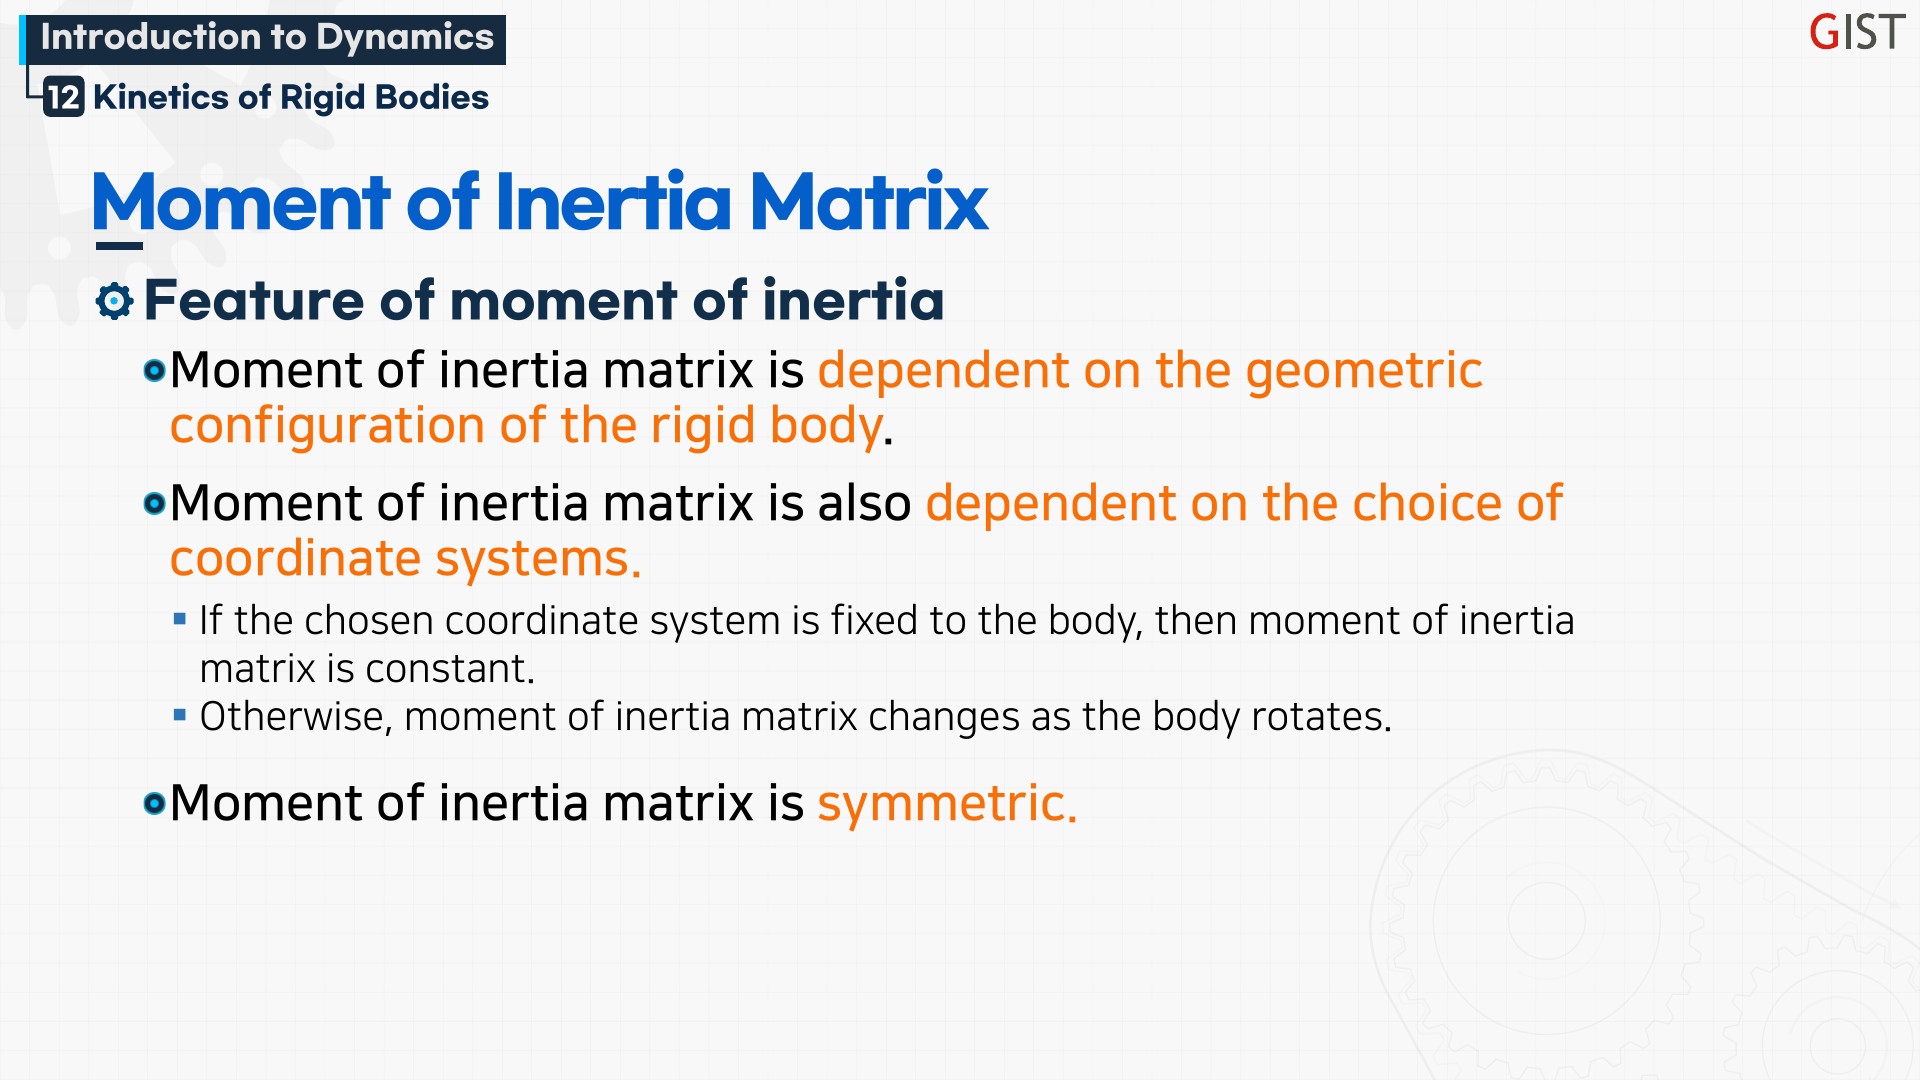 Introduction to Dynamics
GIST
12 Kinetics of Rigid Bodies
Moment of Inertia Matrix
Feature of moment of inertia
Moment of inertia matrix is dependent on the geometric
configuration of the rigid body.
Moment of inertia matrix is also dependent on the choice of
coordinate systems.
If the chosen coordinate system is fixed to the body, then moment of inertia
matrix is constant.
Otherwise, moment of inertia matrix changes as the body rotates.
Moment of inertia matrix is symmetric.